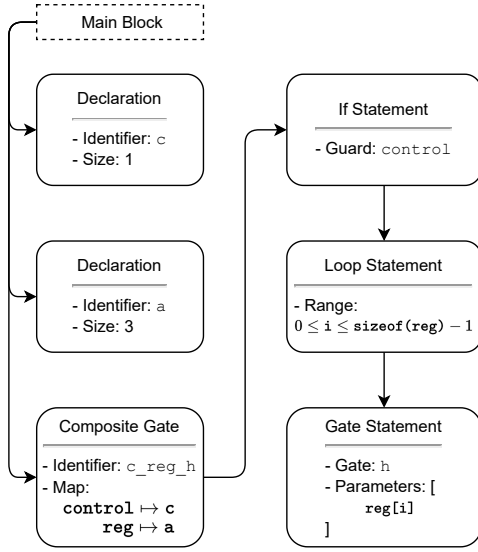 Main Block
Declaration
- Identifier: c
- Size: 1
Declaration
- Identifier: a
- Size: 3
Composite Gate
- Identifier: c_reg_h
- Map:
control ↦ c
reg ↦ a
If Statement
- Guard: control
Loop Statement
- Range:
0 ≤ i ≤ sizeof(reg) − 1
Gate Statement
- Gate: h
- Parameters: [
reg[i]
]